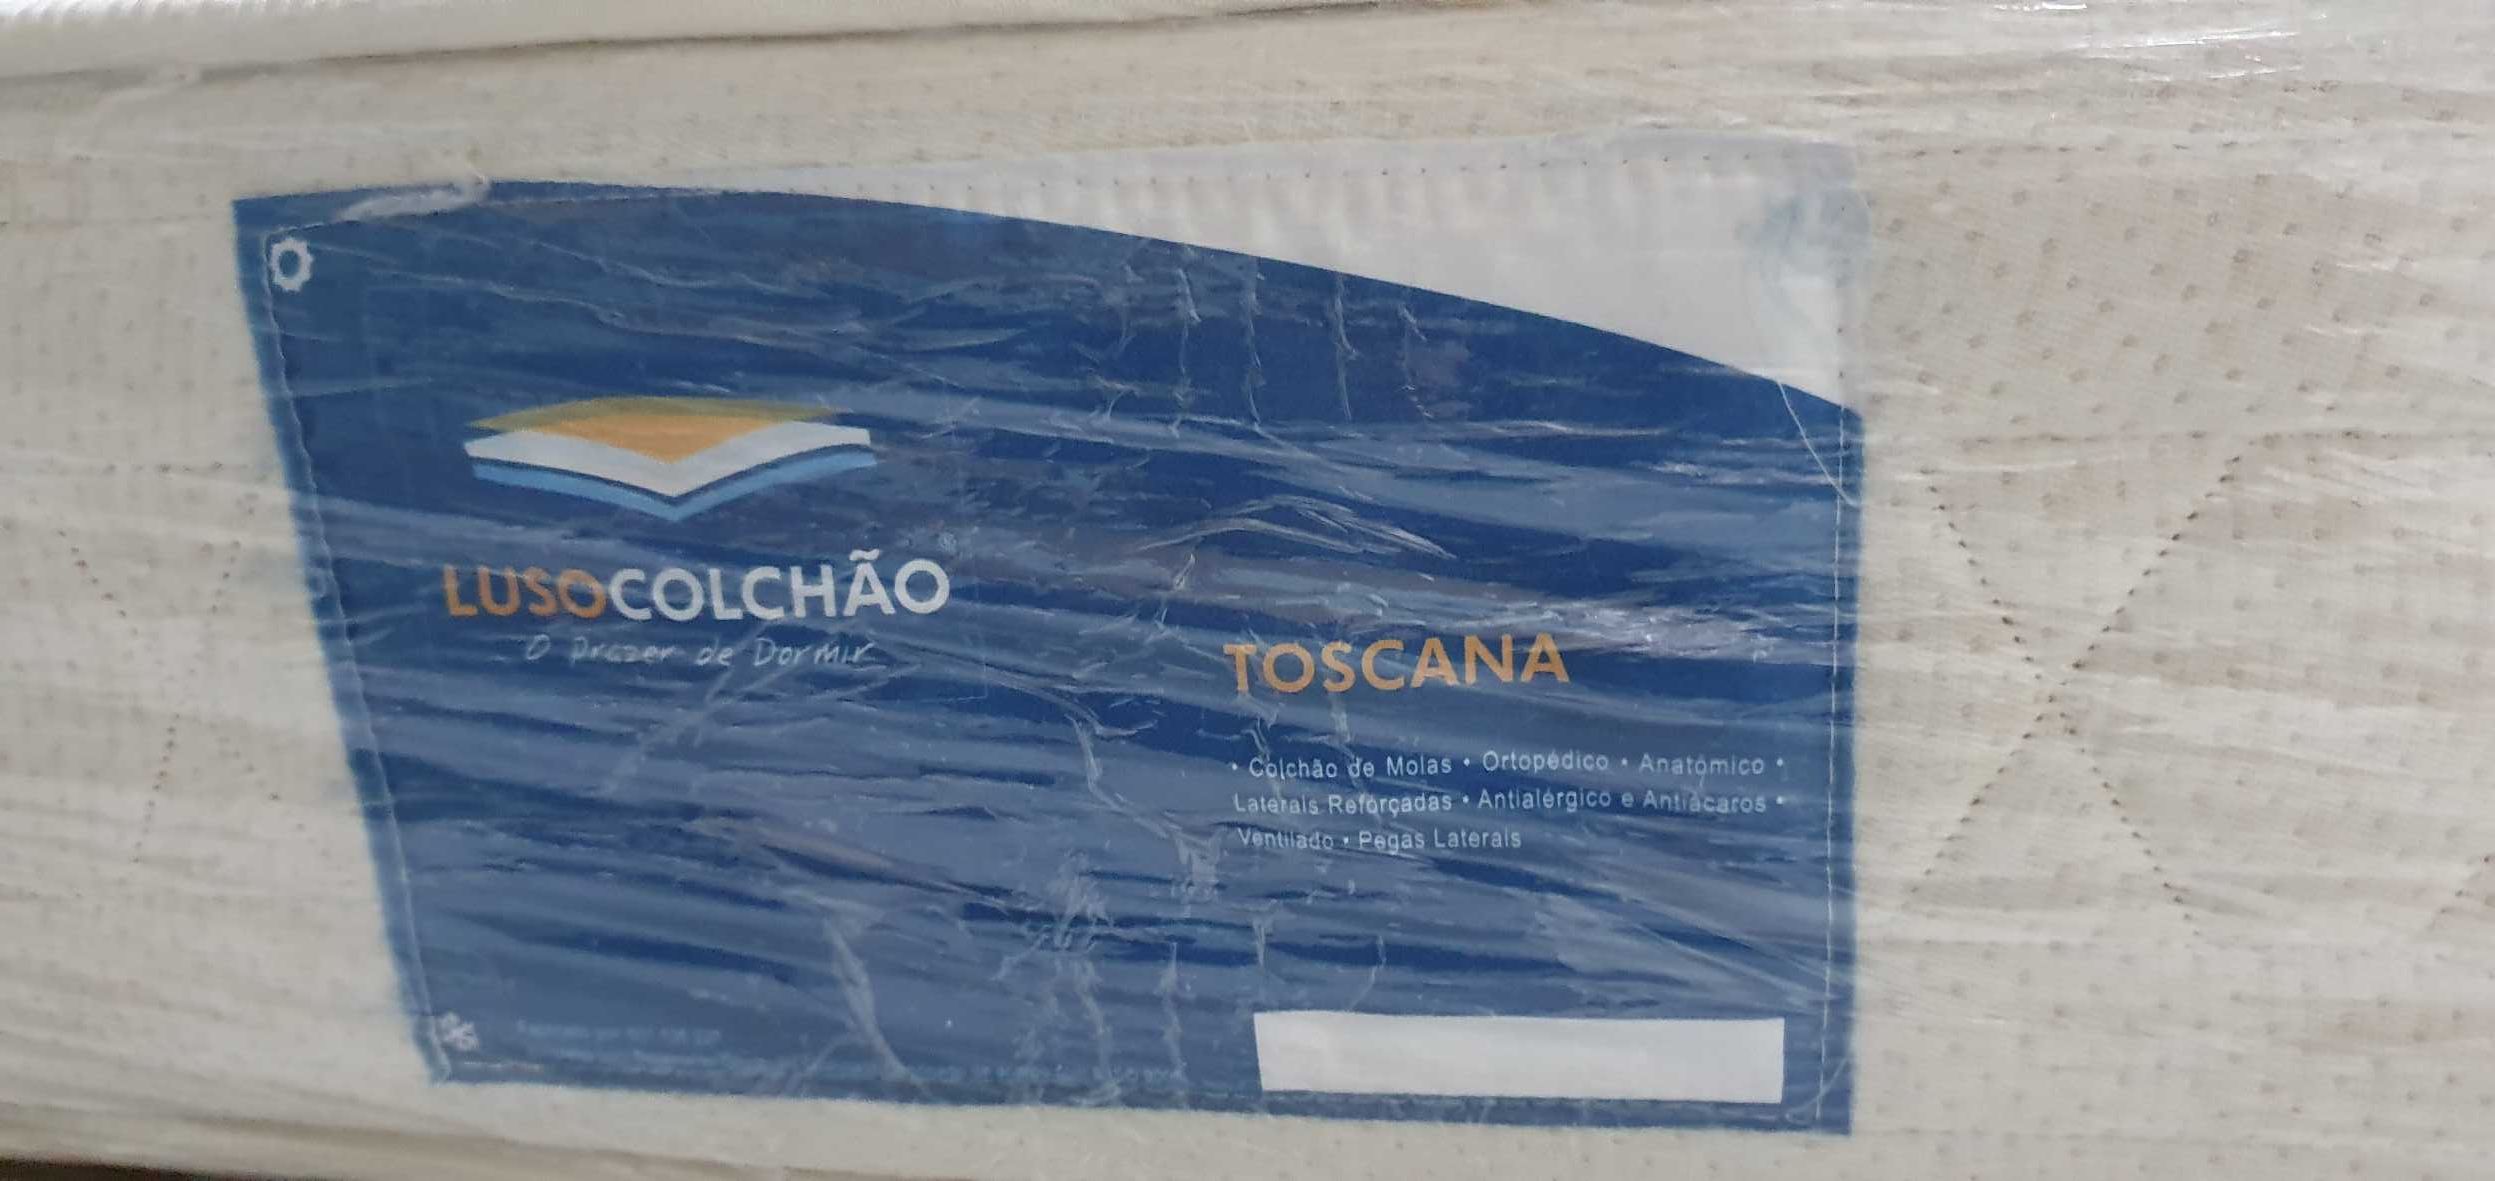 LUSOCOLCHÃO
O Prazer de Dormir
TOSCANA
• Colchão de Molas • Ortopédico • Anatómico •
Laterais Reforçadas • Antialérgico e Antiácaros •
Ventilado • Pegas Laterais